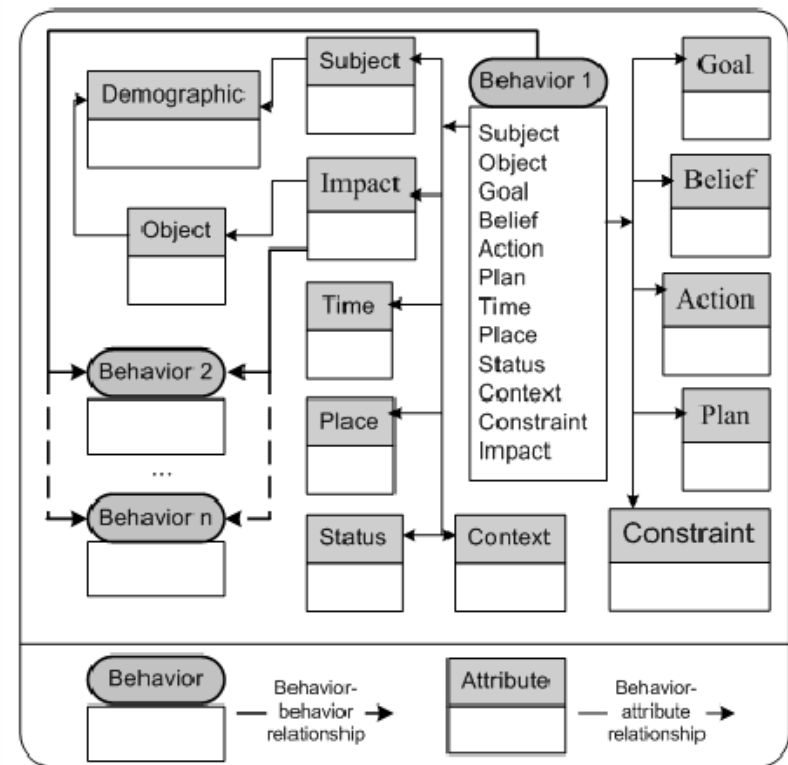 Subject
Behavior 1
Goal
Demographic
Subject
Object
Goal
Belief
Action
Plan
Time
Place
Status
Context
Constraint
Impact
Impact
Belief
Object
Time
Action
Behavior 2
Place
Plan
...
Behavior n
Status
Context
Constraint
Behavior
Behavior-
behavior
relationship
Attribute
Behavior-
attribute
relationship